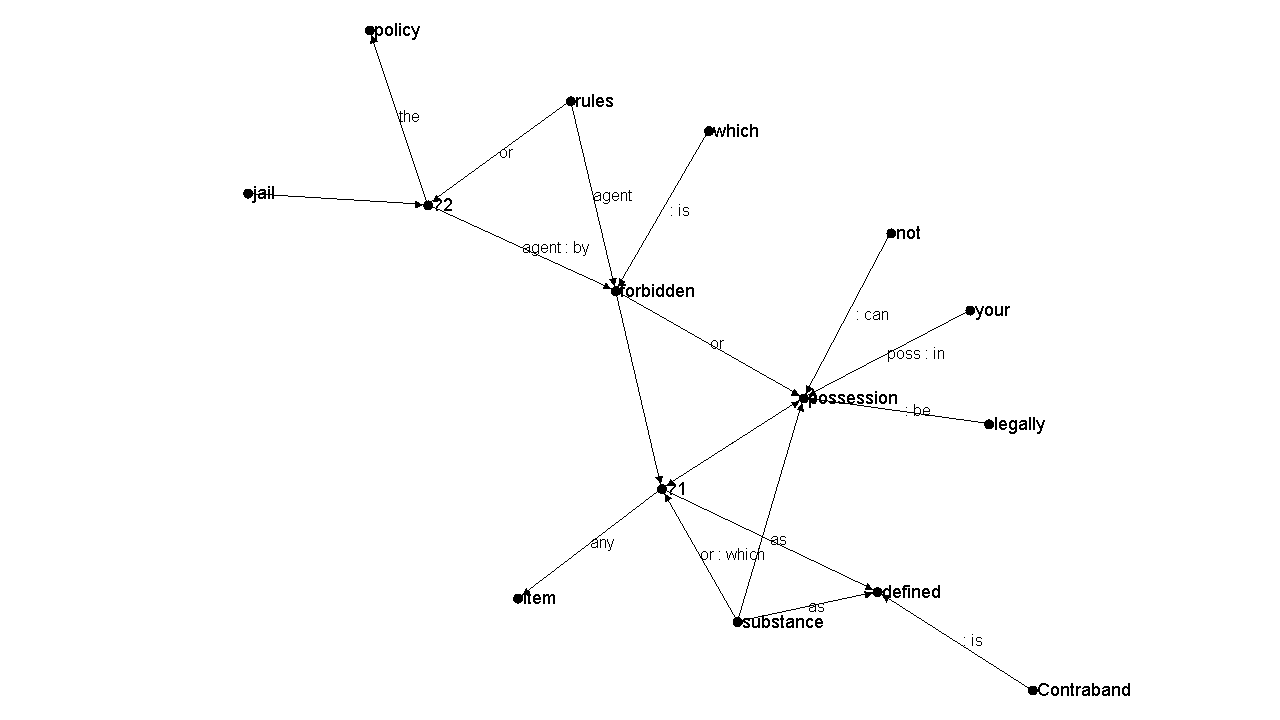 policy
rules
the
which
or
jail
agent
?2
: is
not
agent : by
forbidden
your
: can
or
poss : in
possession
: be
legally
?1
as
any
or : which
defined
item
as
substance
: is
Contraband